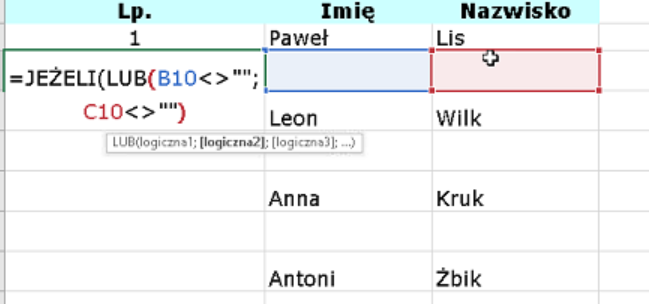 Lp. Imię Nazwisko
1 Paweł Lis
=JEŻELI(LUB(B10<>"";
C10<>"")
Leon Wilk
LUB(logiczna1; [logiczna2]; [logiczna3]; ...)
Anna Kruk
Antoni Żbik